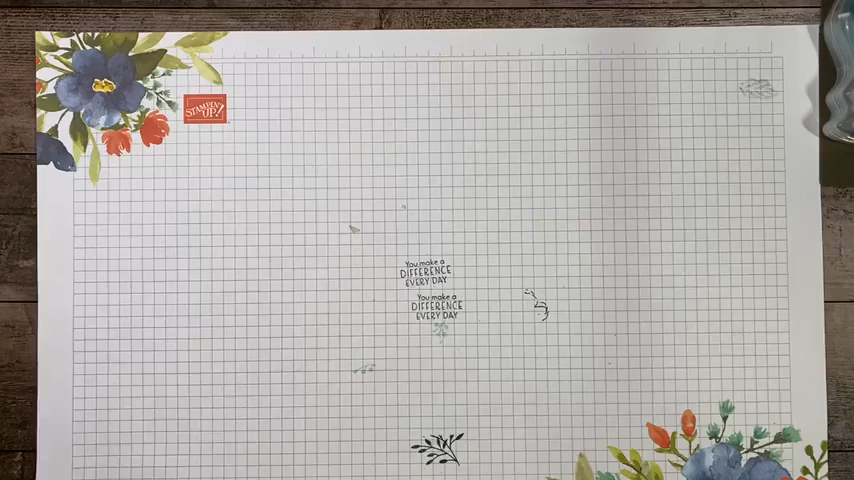 STAMPIN'
UP!
You make a
DIFFERENCE
EVERY DAY
You make a
DIFFERENCE
EVERY DAY